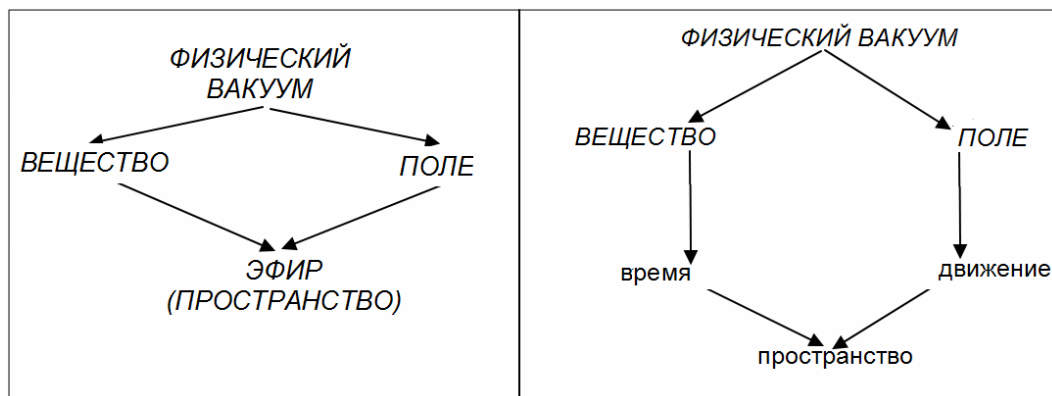 ФИЗИЧЕСКИЙ
ВАКУУМ
ВЕЩЕСТВО
ПОЛЕ
ЭФИР
(ПРОСТРАНСТВО)
ФИЗИЧЕСКИЙ ВАКУУМ
ВЕЩЕСТВО
ПОЛЕ
время
движение
пространство